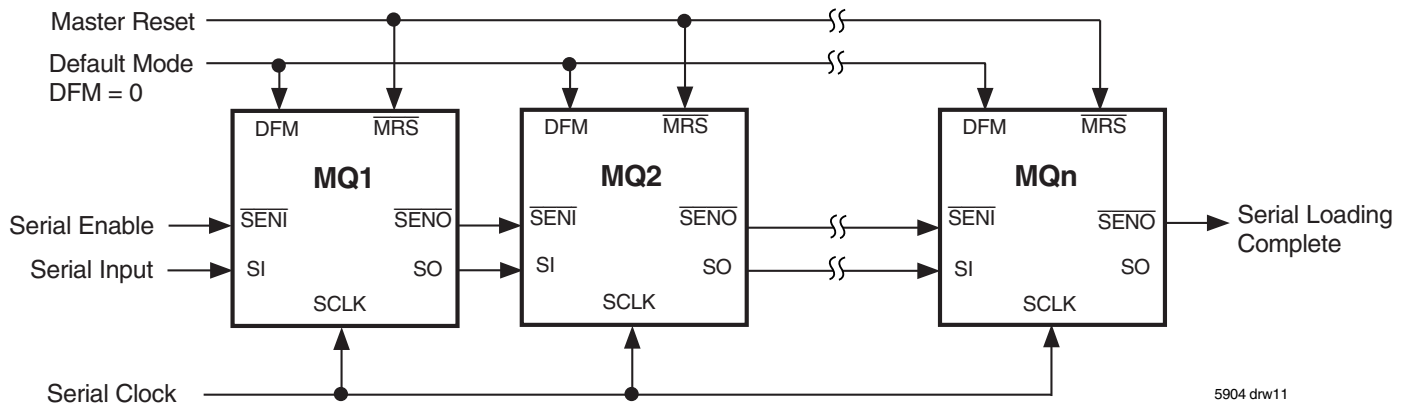 Master Reset
Default Mode
DFM = 0
DFM MRS
MQ1
SENI SENO
SI SO
SCLK
DFM MRS
MQ2
SENI SENO
SI SO
SCLK
DFM MRS
MQn
SENI SENO
SI SO
SCLK
Serial Enable
Serial Input
Serial Loading
Complete
Serial Clock
5904 drw11